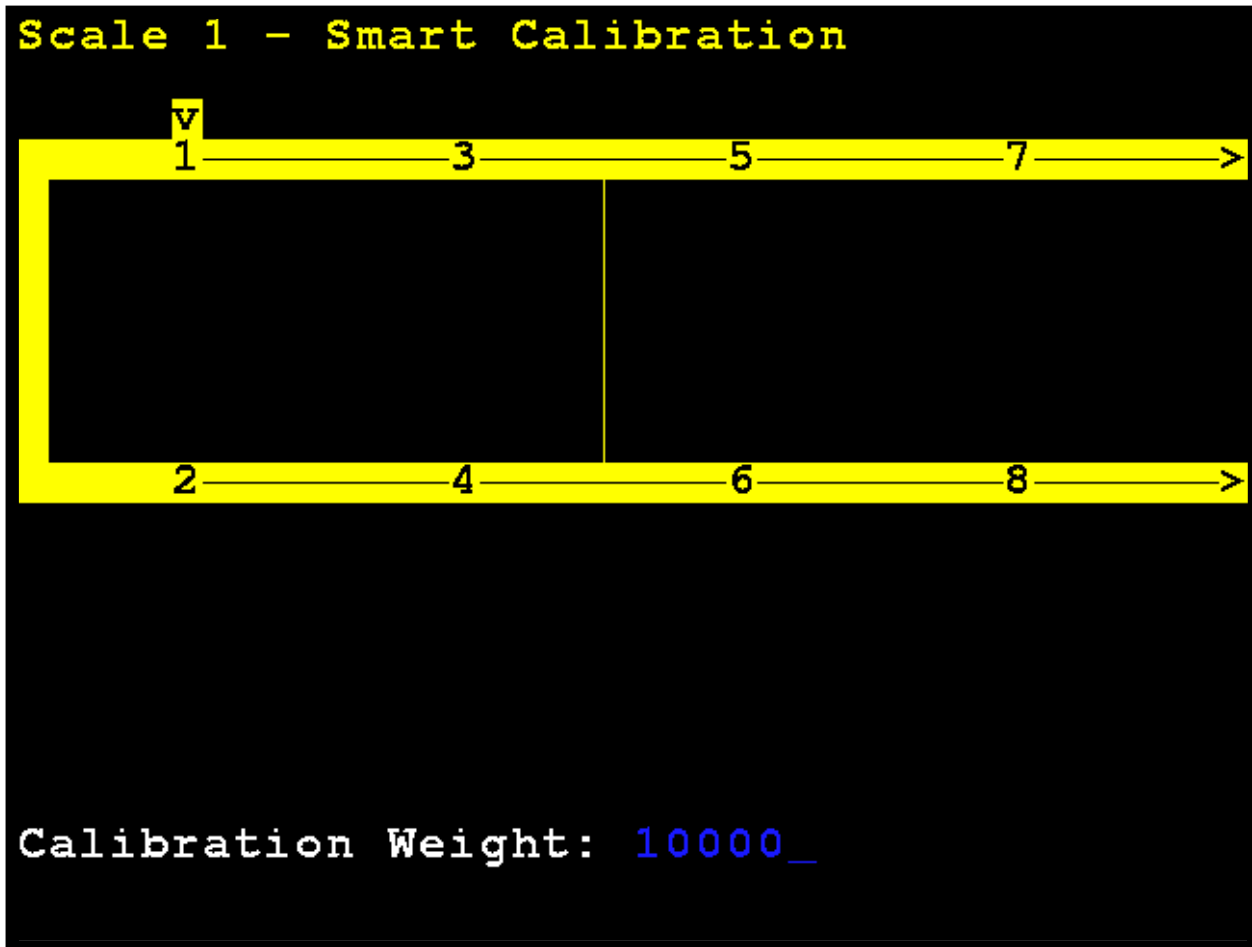 Scale 1 - Smart Calibration
v
1 3 5 7 >
2 4 6 8 >
Calibration Weight: 10000_